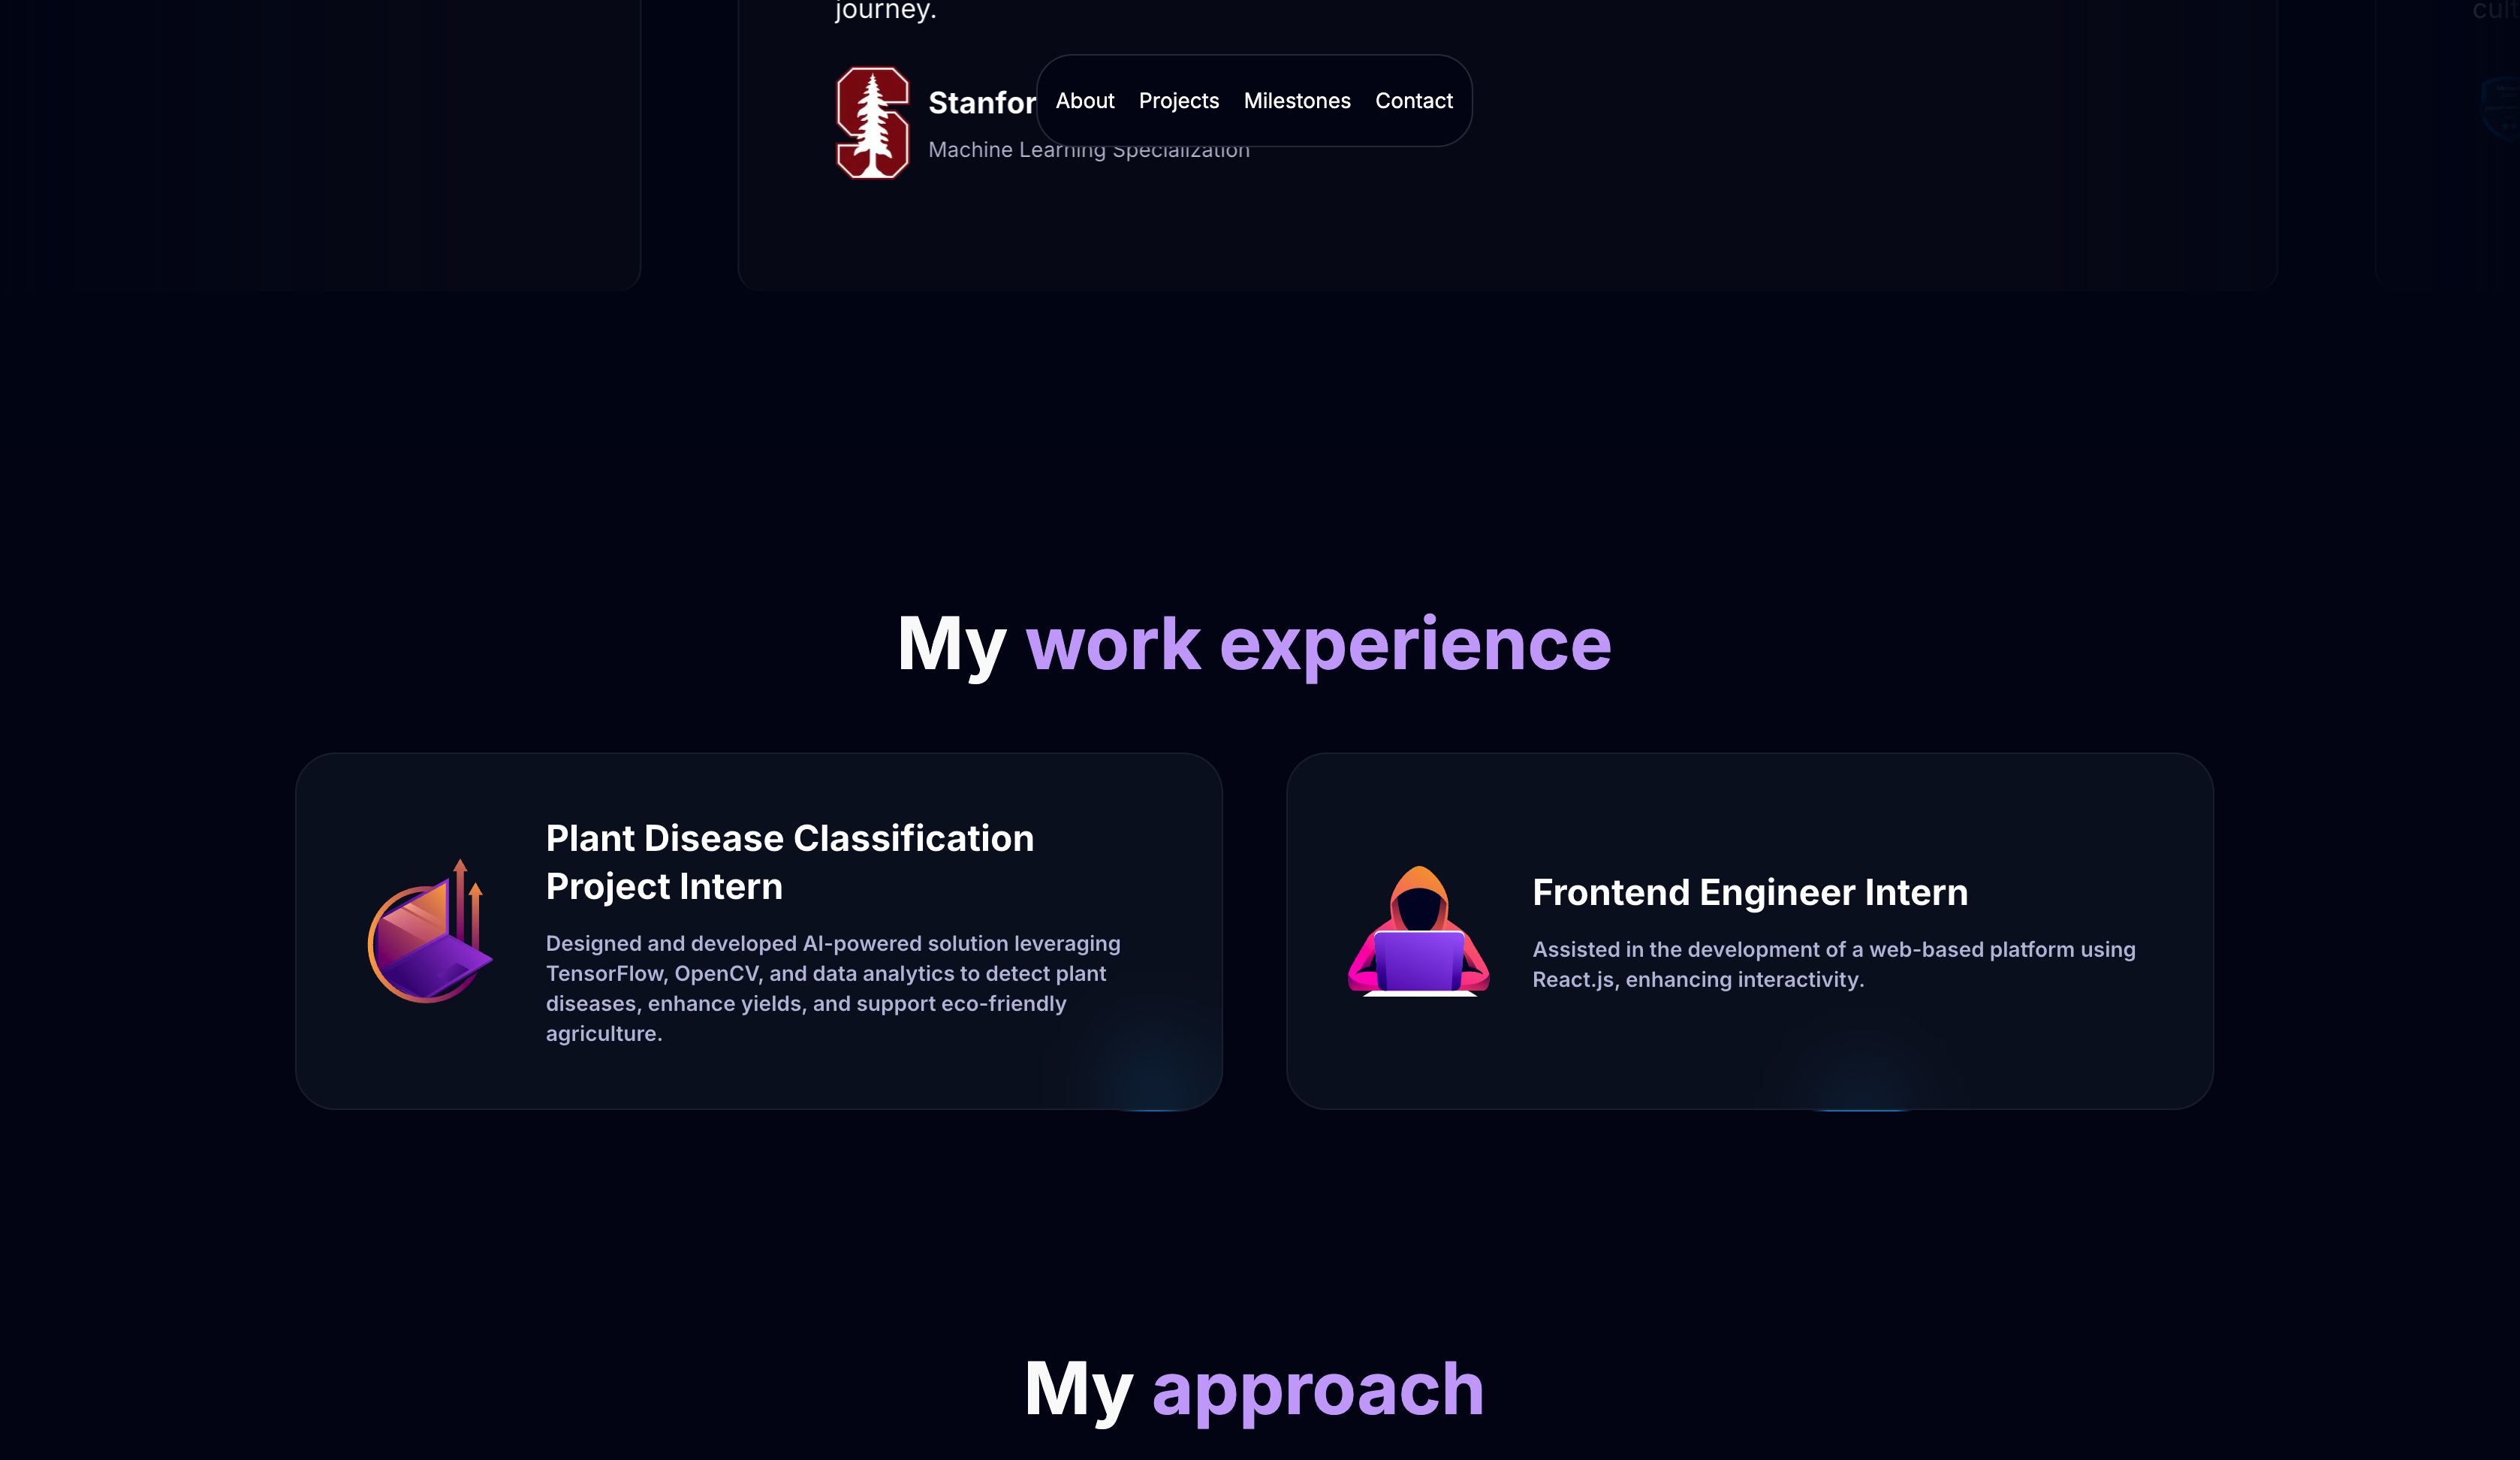 journey.
About Projects Milestones Contact
Stanfor
Machine Learning Specialization
My work experience
Plant Disease Classification
Project Intern
Designed and developed AI-powered solution leveraging
TensorFlow, OpenCV, and data analytics to detect plant
diseases, enhance yields, and support eco-friendly
agriculture.
Frontend Engineer Intern
Assisted in the development of a web-based platform using
React.js, enhancing interactivity.
My approach